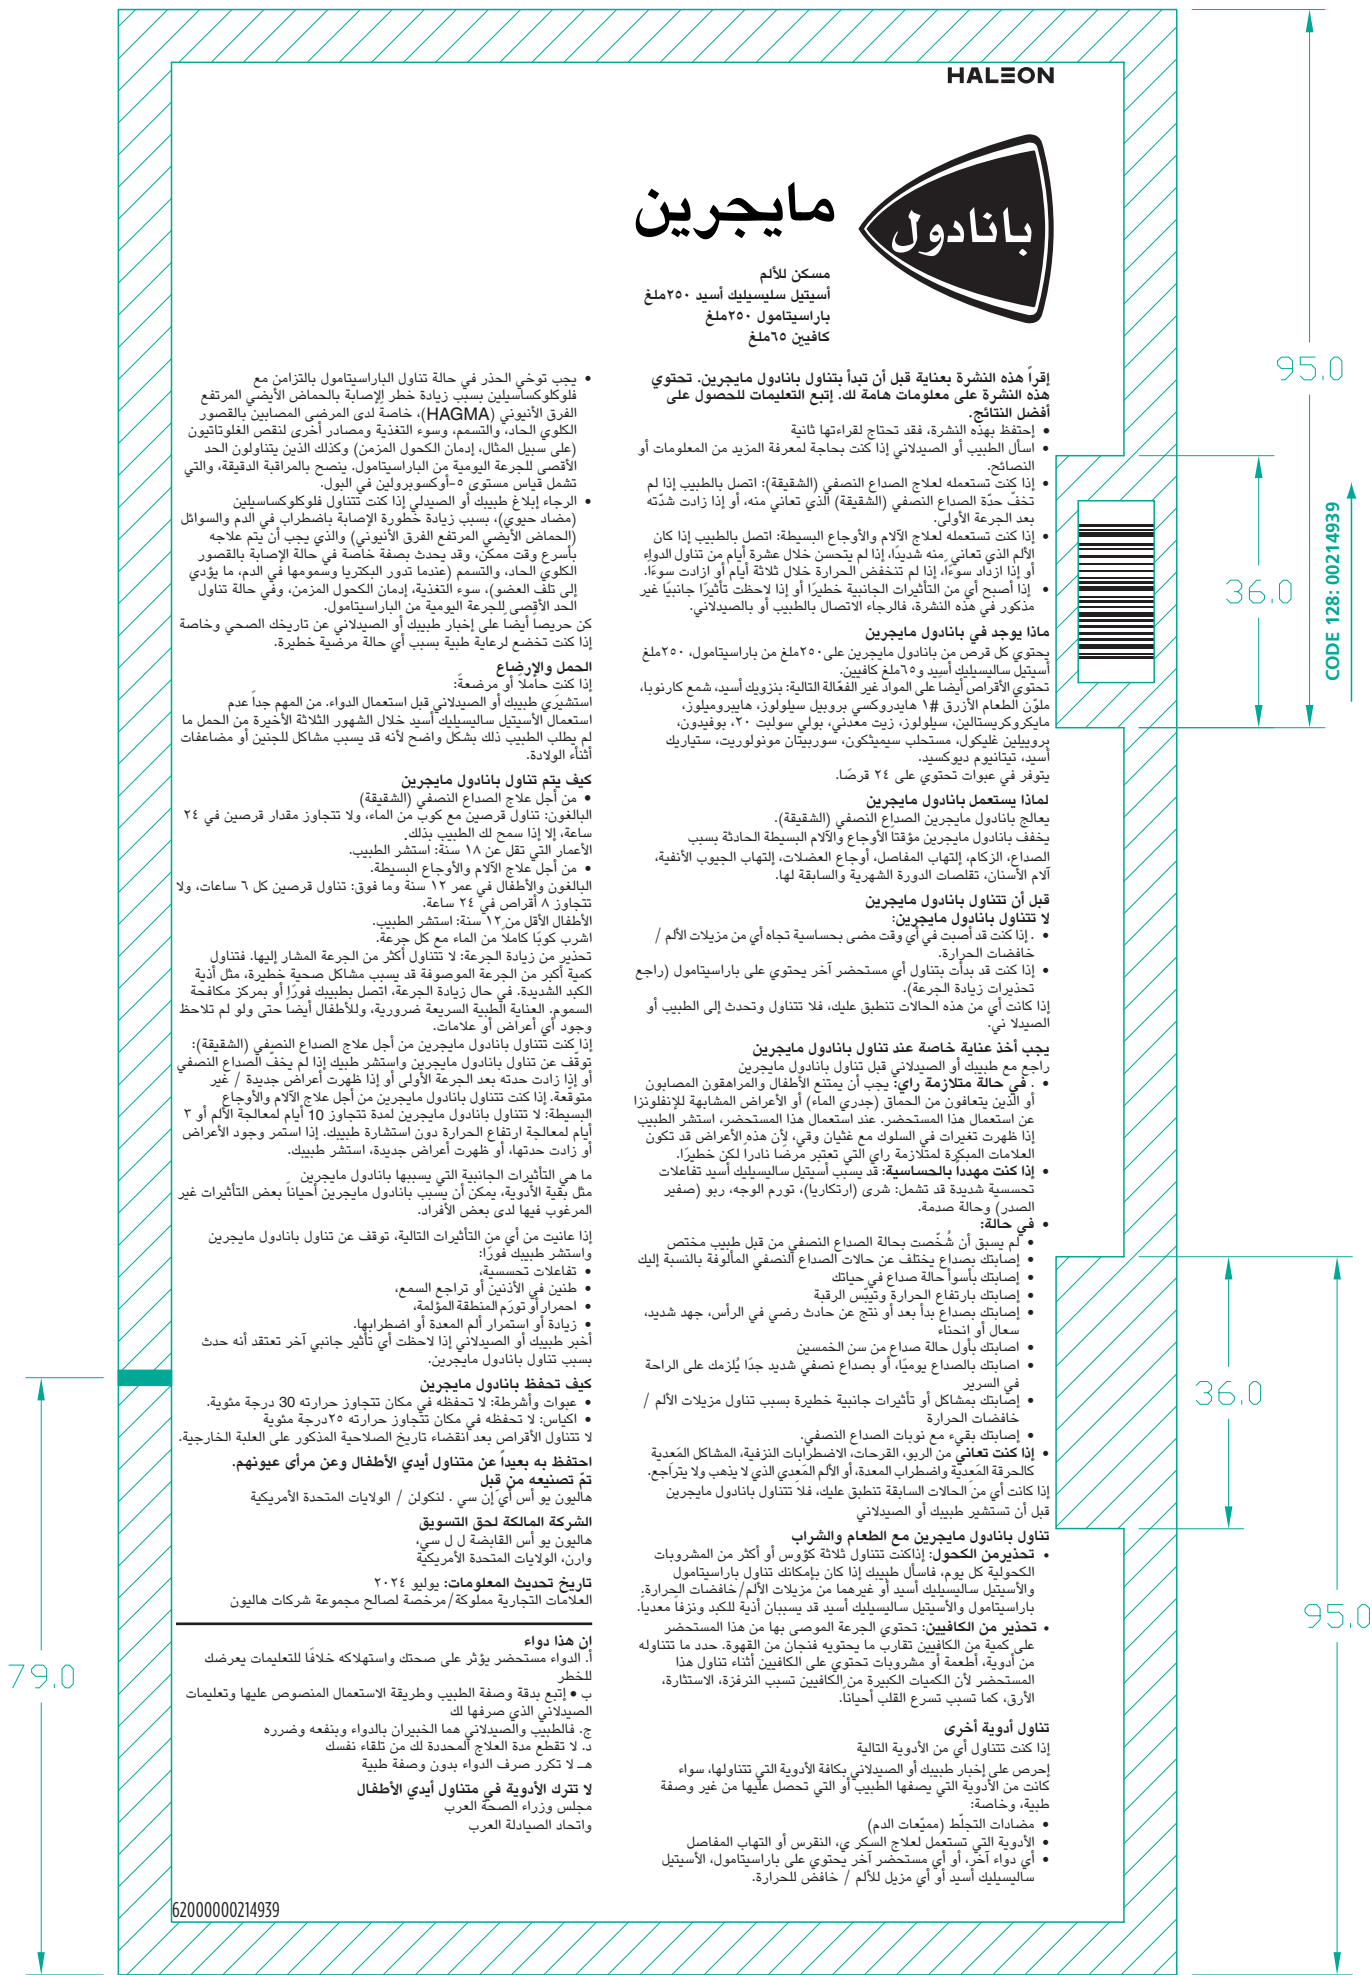 HALEON
بانادول
مايجرين
مسكن للألم
أسيتيل سليسيليك أسيد ٢٥٠ملغ
باراسيتامول ٢٥٠ملغ
كافيين ٦٥ملغ
إقرأ هذه النشرة بعناية قبل أن تبدأ بتناول بانادول مايجرين. تحتوي
هذه النشرة على معلومات هامة لك. إتبع التعليمات للحصول على
أفضل النتائج.
• إحتفظ بهذه النشرة، فقد تحتاج لقراءتها ثانية
• اسأل الطبيب أو الصيدلاني إذا كنت بحاجة لمعرفة المزيد من المعلومات أو
النصائح.
• إذا كنت تستعمله لعلاج الصداع النصفي (الشقيقة): اتصل بالطبيب إذا لم
تخفّ حدّة الصداع النصفي (الشقيقة) الذي تعاني منه، أو إذا زادت شدّته
بعد الجرعة الأولى.
• إذا كنت تستعمله لعلاج الآلام والأوجاع البسيطة: اتصل بالطبيب إذا كان
الألم الذي تعاني منه شديدًا، إذا لم يتحسن خلال عشرة أيام من تناول الدواء
أو إذا ازداد سوءًا، إذا لم تنخفض الحرارة خلال ثلاثة أيام أو ازادت سوءًا.
• إذا أصبح أي من التأثيرات الجانبية خطيرًا أو إذا لاحظت تأثيرًا جانبيًا غير
مذكور في هذه النشرة، فالرجاء الاتصال بالطبيب أو بالصيدلاني.
ماذا يوجد في بانادول مايجرين
يحتوي كل قرص من بانادول مايجرين على٢٥٠ملغ من باراسيتامول، ٢٥٠ملغ
أسيتيل ساليسيليك أسيد و٦٥ملغ كافيين.
تحتوي الأقراص أيضا على المواد غير الفعّالة التالية: بنزويك أسيد، شمع كارنوبا،
ملوّن الطعام الأزرق #١ هايدروكسي بروبيل سيلولوز، هايبروميلوز،
مايكروكريستالين، سيلولوز، زيت معدني، بولي سولبت ٢٠، بوفيدون،
بروبيلين غليكول، مستحلب سيميثكون، سوربيتان مونولوريت، ستياريك
أسيد، تيتانيوم ديوكسيد.
يتوفر في عبوات تحتوي على ٢٤ قرصًا.
لماذا يستعمل بانادول مايجرين
يعالج بانادول مايجرين الصداع النصفي (الشقيقة).
يخفف بانادول مايجرين مؤقتاً الأوجاع والآلام البسيطة الحادثة بسبب
الصداع، الزكام، إلتهاب المفاصل، أوجاع العضلات، إلتهاب الجيوب الأنفية،
آلام الأسنان، تقلصات الدورة الشهرية والسابقة لها.
قبل أن تتناول بانادول مايجرين
لا تتناول بانادول مايجرين:
• . إذا كنت قد أصبت في أي وقت مضى بحساسية تجاه أي من مزيلات الألم /
خافضات الحرارة.
• إذا كنت قد بدأت بتناول أي مستحضر آخر يحتوي على باراسيتامول (راجع
تحذيرات زيادة الجرعة).
إذا كانت أي من هذه الحالات تنطبق عليك، فلا تتناول وتحدث إلى الطبيب أو
الصيدلا ني.
يجب أخذ عناية خاصة عند تناول بانادول مايجرين
راجع مع طبيبك أو الصيدلاني قبل تناول بانادول مايجرين
• . في حالة متلازمة راي: يجب أن يمتنع الأطفال والمراهقون المصابون
أو الذين يتعافون من الحماق (جدري الماء) أو الأعراض المشابهة للإنفلونزا
عن استعمال هذا المستحضر. عند استعمال هذا المستحضر، استشر الطبيب
إذا ظهرت تغيرات في السلوك مع غثيان وقي، لأن هذه الأعراض قد تكون
العلامات المبكرة لمتلازمة راي التي تعتبر مرضًا نادرا ً لكن خطيرًا.
• إذا كنت مهدداً بالحساسية: قد يسبب أسيتيل ساليسيليك أسيد تفاعلات
تحسسية شديدة قد تشمل: شرى (ارتكاريا)، تورم الوجه، ربو (صفير
الصدر) وحالة صدمة.
• في حالة:
• لم يسبق أن شُخّصت بحالة الصداع النصفي من قبل طبيب مختص
• إصابتك بصداع يختلف عن حالات الصداع النصفي المألوفة بالنسبة إليك
• إصابتك بأسوأ حالة صداع في حياتك
• إصابتك بارتفاع الحرارة وتيبّس الرقبة
• إصابتك بصداع بدأ بعد أو نتج عن حادث رضي في الرأس، جهد شديد،
سعال أو انحناء
• اصابتك بأول حالة صداع من سن الخمسين
• اصابتك بالصداع يوميًا، أو بصداع نصفي شديد جدًا يُلزمك على الراحة
في السرير
• إصابتك بمشاكل أو تأثيرات جانبية خطيرة بسبب تناول مزيلات الألم /
خافضات الحرارة
• إصابتك بقيء مع نوبات الصداع النصفي.
• إذا كنت تعاني من الربو، القرحات، الاضطرابات النزفية، المشاكل المَعدية
كالحرقة المَعدية واضطراب المعدة، أو الألم المَعدي الذي لا يذهب ولا يتراجع.
إذا كانت أي من الحالات السابقة تنطبق عليك، فلا تتناول بانادول مايجرين
قبل أن تستشير طبيبك أو الصيدلاني
تناول بانادول مايجرين مع الطعام والشراب
• تحذيرمن الكحول: إذاكنت تتناول ثلاثة كؤوس أو أكثر من المشروبات
الكحولية كل يوم، فاسأل طبيبك إذا كان بإمكانك تناول باراسيتامول
والأسيتيل ساليسيليك أسيد أو غيرهما من مزيلات الألم/خافضات الحرارة.
باراسيتامول والأسيتيل ساليسيليك أسيد قد يسببان أذية للكبد ونزفاً معدياً.
• تحذير من الكافيين: تحتوي الجرعة الموصى بها من هذا المستحضر
على كمية من الكافيين تقارب ما يحتويه فنجان من القهوة. حدد ما تتناوله
من أدوية، أطعمة أو مشروبات تحتوي على الكافيين أثناء تناول هذا
المستحضر لأن الكميات الكبيرة من الكافيين تسبب النرفزة، الاستثارة،
الأرق، كما تسبب تسرع القلب أحياناً.
تناول أدوية أخرى
إذا كنت تتناول أي من الأدوية التالية
إحرص على إخبار طبيبك أو الصيدلاني بكافة الأدوية التي تتناولها، سواء
كانت من الأدوية التي يصفها الطبيب أو التي تحصل عليها من غير وصفة
طبية، وخاصة:
• مضادات التجلّط (مميّعات الدم)
• الأدوية التي تستعمل لعلاج السكر ي، النقرس أو التهاب المفاصل
• أي دواء آخر، أو أي مستحضر آخر يحتوي على باراسيتامول، الأسيتيل
ساليسيليك أسيد أو أي مزيل للألم / خافض للحرارة.
• يجب توخي الحذر في حالة تناول الباراسيتامول بالتزامن مع
فلوكلوكساسيلين بسبب زيادة خطر الإصابة بالحماض الأيضي المرتفع
الفرق الأنيوني (HAGMA)، خاصةً لدى المرضى المصابين بالقصور
الكلوي الحاد، والتسمم، وسوء التغذية ومصادر أخرى لنقص الغلوتاتيون
(على سبيل المثال، إدمان الكحول المزمن) وكذلك الذين يتناولون الحد
الأقصى للجرعة اليومية من الباراسيتامول. ينصح بالمراقبة الدقيقة، والتي
تشمل قياس مستوى ٥-أوكسوبرولين في البول.
• الرجاء إبلاغ طبيبك أو الصيدلي إذا كنت تتناول فلوكلوكساسيلين
(مضاد حيوي)، بسبب زيادة خطورة الإصابة باضطراب في الدم والسوائل
(الحماض الأيضي المرتفع الفرق الأنيوني) والذي يجب أن يتم علاجه
بأسرع وقت ممكن، وقد يحدث بصفة خاصة في حالة الإصابة بالقصور
الكلوي الحاد، والتسمم (عندما تدور البكتريا وسمومها في الدم، ما يؤدي
إلى تلف العضو)، سوء التغذية، إدمان الكحول المزمن، وفي حالة تناول
الحد الأقصى للجرعة اليومية من الباراسيتامول.
كن حريصاً أيضاً على إخبار طبيبك أو الصيدلاني عن تاريخك الصحي وخاصة
إذا كنت تخضع لرعاية طبية بسبب أي حالة مرضية خطيرة.
الحمل والإرضاع
إذا كنتِ حاملاً أو مرضعةً:
استشيرَي طبيبك أو الصيدلاني قبل استعمال الدواء. من المهم جداً عدم
استعمال الأسيتيل ساليسيليك أسيد خلال الشهور الثلاثة الأخيرة من الحمل ما
لم يطلب الطبيب ذلك بشكل واضح لأنه قد يسبب مشاكل للجنين أو مضاعفات
أثناء الولادة.
كيف يتم تناول بانادول مايجرين
• من أجل علاج الصداع النصفي (الشقيقة)
البالغون: تناول قرصين مع كوب من الماء، ولا تتجاوز مقدار قرصين في ٢٤
ساعة، إلا إذا سمح لك الطبيب بذلك.
الأعمار التي تقل عن ١٨ سنة: استشر الطبيب.
• من أجل علاج الآلام والأوجاع البسيطة.
البالغون والأطفال في عمر ١٢ سنة وما فوق: تناول قرصين كل ٦ ساعات، ولا
تتجاوز ٨ أقراص في ٢٤ ساعة.
الأطفال الأقل من ١٢ سنة: استشر الطبيب.
اشرب كوبًا كاملاً من الماء مع كل جرعة.
تحذير من زيادة الجرعة: لا تتناول أكثر من الجرعة المشار إليها. فتناول
كمية أكبر من الجرعة الموصوفة قد يسبب مشاكل صحية خطيرة، مثل أذية
الكبد الشديدة. في حال زيادة الجرعة، اتصل بطبيبك فورًا أو بمركز مكافحة
السموم. العناية الطبية السريعة ضرورية، وللأطفال أيضاً حتى ولو لم تلاحظ
وجود أي أعراض أو علامات.
إذا كنت تتناول بانادول مايجرين من أجل علاج الصداع النصفي (الشقيقة):
توقّف عن تناول بانادول مايجرين واستشر طبيك إذا لم يخفّ الصداع النصفي
أو إذا زادت حدته بعد الجرعة الأولى أو إذا ظهرت أعراض جديدة / غير
متوقّعة. إذا كنت تتناول بانادول مايجرين من أجل علاج الآلام والأوجاع
البسيطة: لا تتناول بانادول مايجرين لمدة تتجاوز 10 أيام لمعالجة الألم أو ٣
أيام لمعالجة ارتفاع الحرارة دون استشارة طبيبك. إذا استمر وجود الأعراض
أو زادت حدتها، أو ظهرت أعراض جديدة، استشر طبيبك.
ما هي التأثيرات الجانبية التي يسببها بانادول مايجرين
مثل بقية الأدوية، يمكن أن يسبب بانادول مايجرين أحياناً بعض التأثيرات غير
المرغوب فيها لدى بعض الأفراد.
إذا عانيت من أي من التأثيرات التالية، توقف عن تناول بانادول مايجرين
واستشر طبيبك فورًا:
• تفاعلات تحسسية،
• طنين في الأذنين أو تراجع السمع،
• احمرار أو تورّم المنطقة المؤلمة،
• زيادة أو استمرار ألم المعدة أو اضطرابها.
أخبر طبيبك أو الصيدلاني إذا لاحظت أي تأثير جانبي آخر تعتقد أنه حدث
بسبب تناول بانادول مايجرين.
كيف تحفظ بانادول مايجرين
• عبوات وأشرطة: لا تحفظه في مكان تتجاوز حرارته 30 درجة مئوية.
• اكياس: لا تحفظه في مكان تتجاوز حرارته ٢٥درجة مئوية
لا تتناول الأقراص بعد انقضاء تاريخ الصلاحية المذكور على العلبة الخارجية.
احتفظ به بعيداً عن متناول أيدي الأطفال وعن مرأى عيونهم.
تمّ تصنيعه من قبل
هاليون يو أس أي إن سي . لنكولن / الولايات المتحدة الأمريكية
الشركة المالكة لحق التسويق
هاليون يو أس القابضة ل ل سي،
وارن، الولايات المتحدة الأمريكية
تاريخ تحديث المعلومات: يوليو ٢٠٢٤
العلامات التجارية مملوكة/مرخصة لصالح مجموعة شركات هاليون
ان هذا دواء
أ. الدواء مستحضر يؤثر على صحتك واستهلاكه خلافًا للتعليمات يعرضك
للخطر
ب • إتبع بدقة وصفة الطبيب وطريقة الاستعمال المنصوص عليها وتعليمات
الصيدلاني الذي صرفها لك
ج. فالطبيب والصيدلاني هما الخبيران بالدواء وبنفعه وضرره
د. لا تقطع مدة العلاج المحددة لك من تلقاء نفسك
هـ لا تكرر صرف الدواء بدون وصفة طبية
لا تترك الأدوية في متناول أيدي الأطفال
مجلس وزراء الصحة العرب
واتحاد الصيادلة العرب
62000000214939
95.0
36.0
CODE 128: 00214939
36.0
95.0
79.0